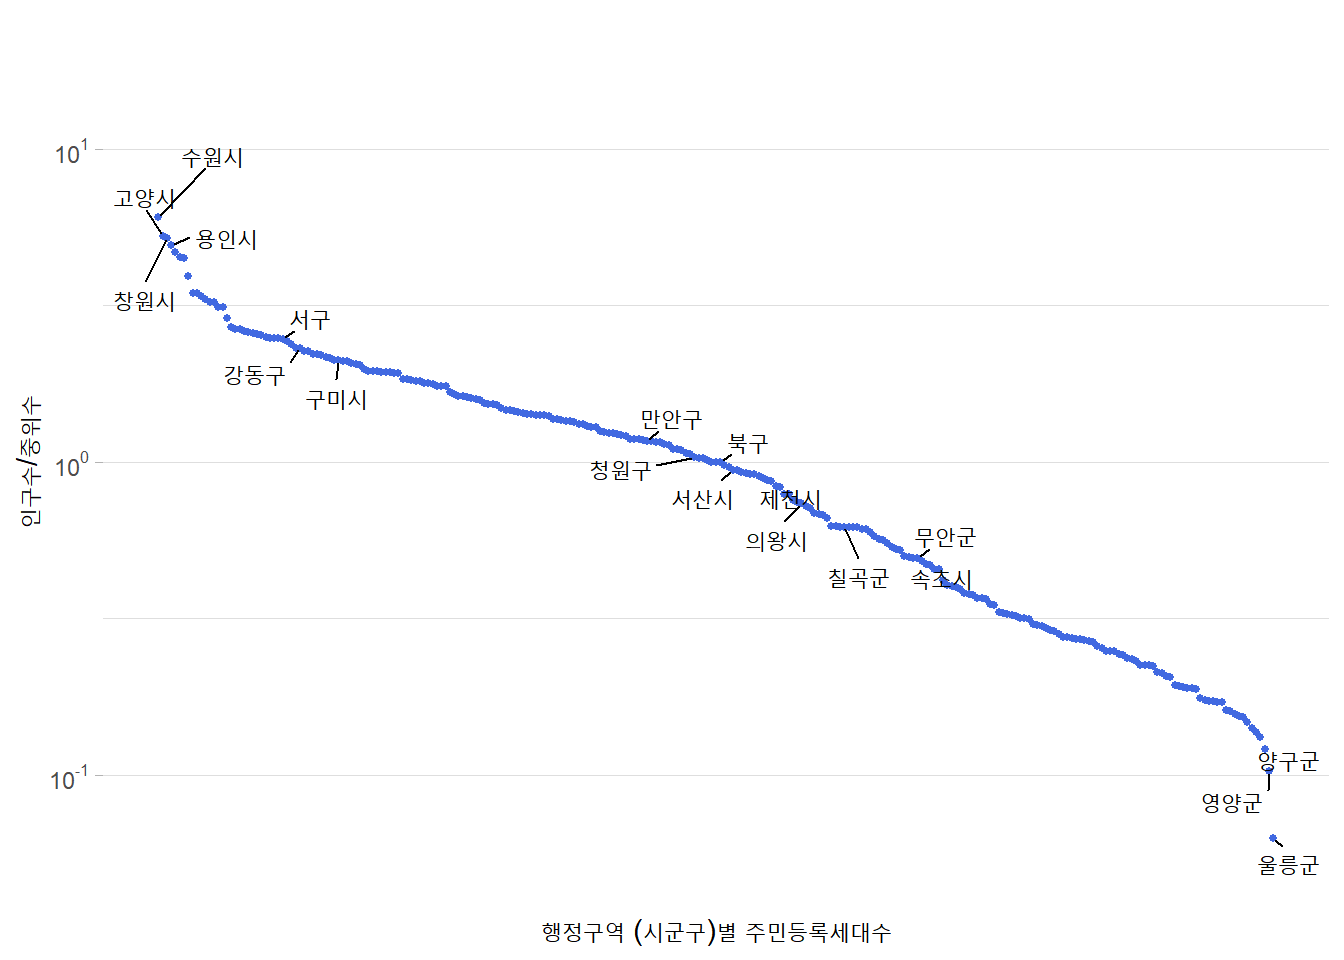 10¹
수원시
고양시
용인시
창원시
서구
강동구
구미시
인구수/중위수
만안구
북구
10⁰
청원구
서산시
제천시
의왕시
무안군
칠곡군
속초시
양구군
10⁻¹
영양군
울릉군
행정구역 (시군구)별 주민등록세대수